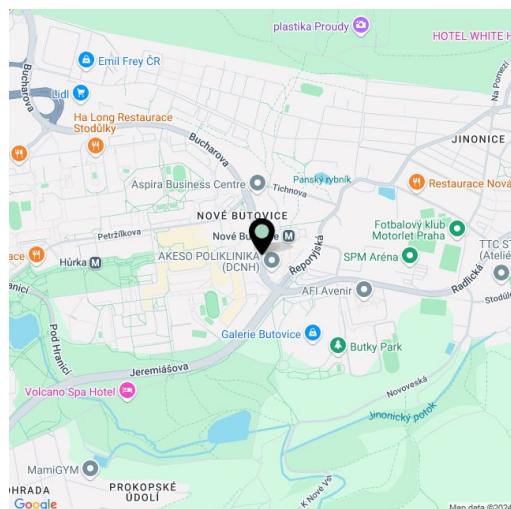 plastika Proudy
HOTEL WHITE H
Emil Frey ČR
Bucharova
Na Pomezí
Lidl
Ha Long Restaurace
Stodůlky
Bucharova
JINONICE
Panský rybník
Aspira Business Centre
Tichnova
Restaurace Nová
NOVÉ BUTOVICE
Fotbalový klub
Motorlet Praha
Petržílkova
Nové Butovice
ace
Hůrka
AKESO POLIKLINIKA
(DCNH)
Řeporyjská
SPM Aréna
TTC ST
(Ateliér
Radlická
anicí
AFI Avenir
Stodůle
Galerie Butovice
Butky Park
Pod Hranicí
Jeremiášova
Volcano Spa Hotel
Novoveská
Jinonický potok
MamiGYM
OHRADA
PROKOPSKÉ
ÚDOLÍ
K Nové Vsi
Google
Map data ©2024